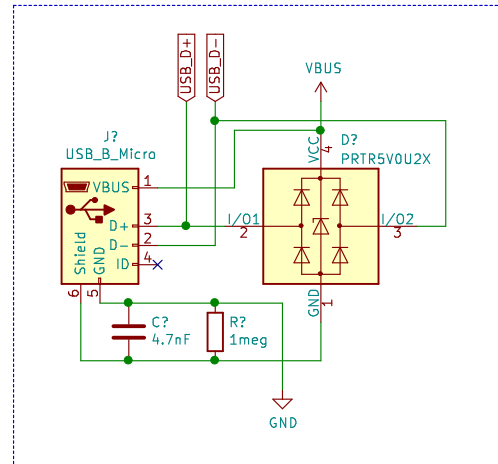 USB_D+
USB_D-
VBUS
J?
USB_B_Micro
D?
PRTR5V0U2X
VCC
4
VBUS
1
D+
3
D-
2
ID
4
Shield
GND
6
5
I/O1
2
I/O2
3
GND
1
C?
4.7nF
R?
1meg
GND